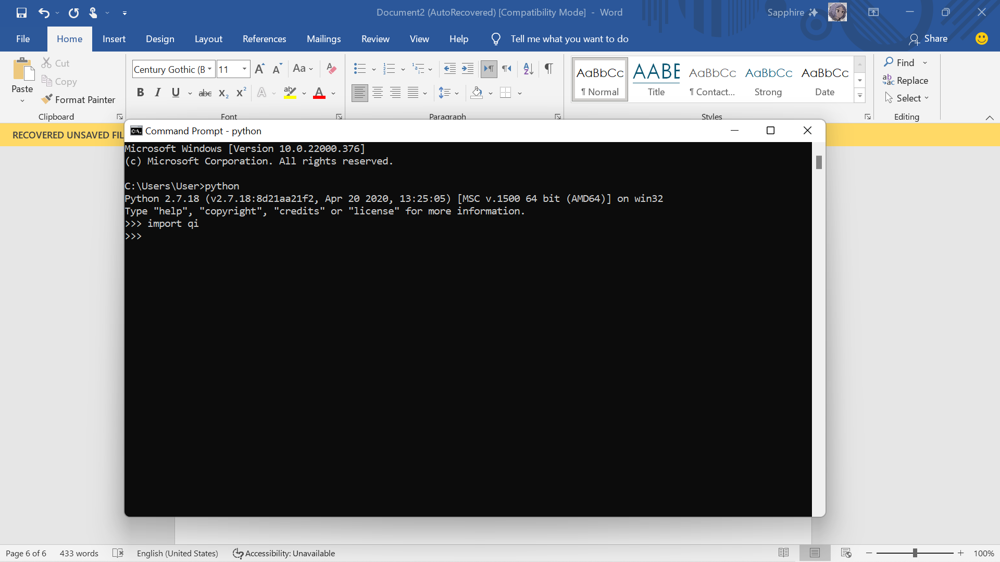 Document2 (AutoRecovered) [Compatibility Mode] - Word
Sapphire
File Home Insert Design Layout References Mailings Review View Help Tell me what you want to do Share
Paste
Cut
Copy
Format Painter
Clipboard
Century Gothic (B 11
Font
Paragraph
AaBbCc AABE AaBbCc AaBbCc AaBbCc
¶ Normal Title ¶ Contact... Strong Date
Styles
Find
Replace
Select
Editing
RECOVERED UNSAVED FIL
Command Prompt - python
Microsoft Windows [Version 10.0.22000.376]
(c) Microsoft Corporation. All rights reserved.
C:\Users\User>python
Python 2.7.18 (v2.7.18:8d21aa21f2, Apr 20 2020, 13:25:05) [MSC v.1500 64 bit (AMD64)] on win32
Type "help", "copyright", "credits" or "license" for more information.
>>> import qi
>>>
Page 6 of 6 433 words English (United States) Accessibility: Unavailable 100%